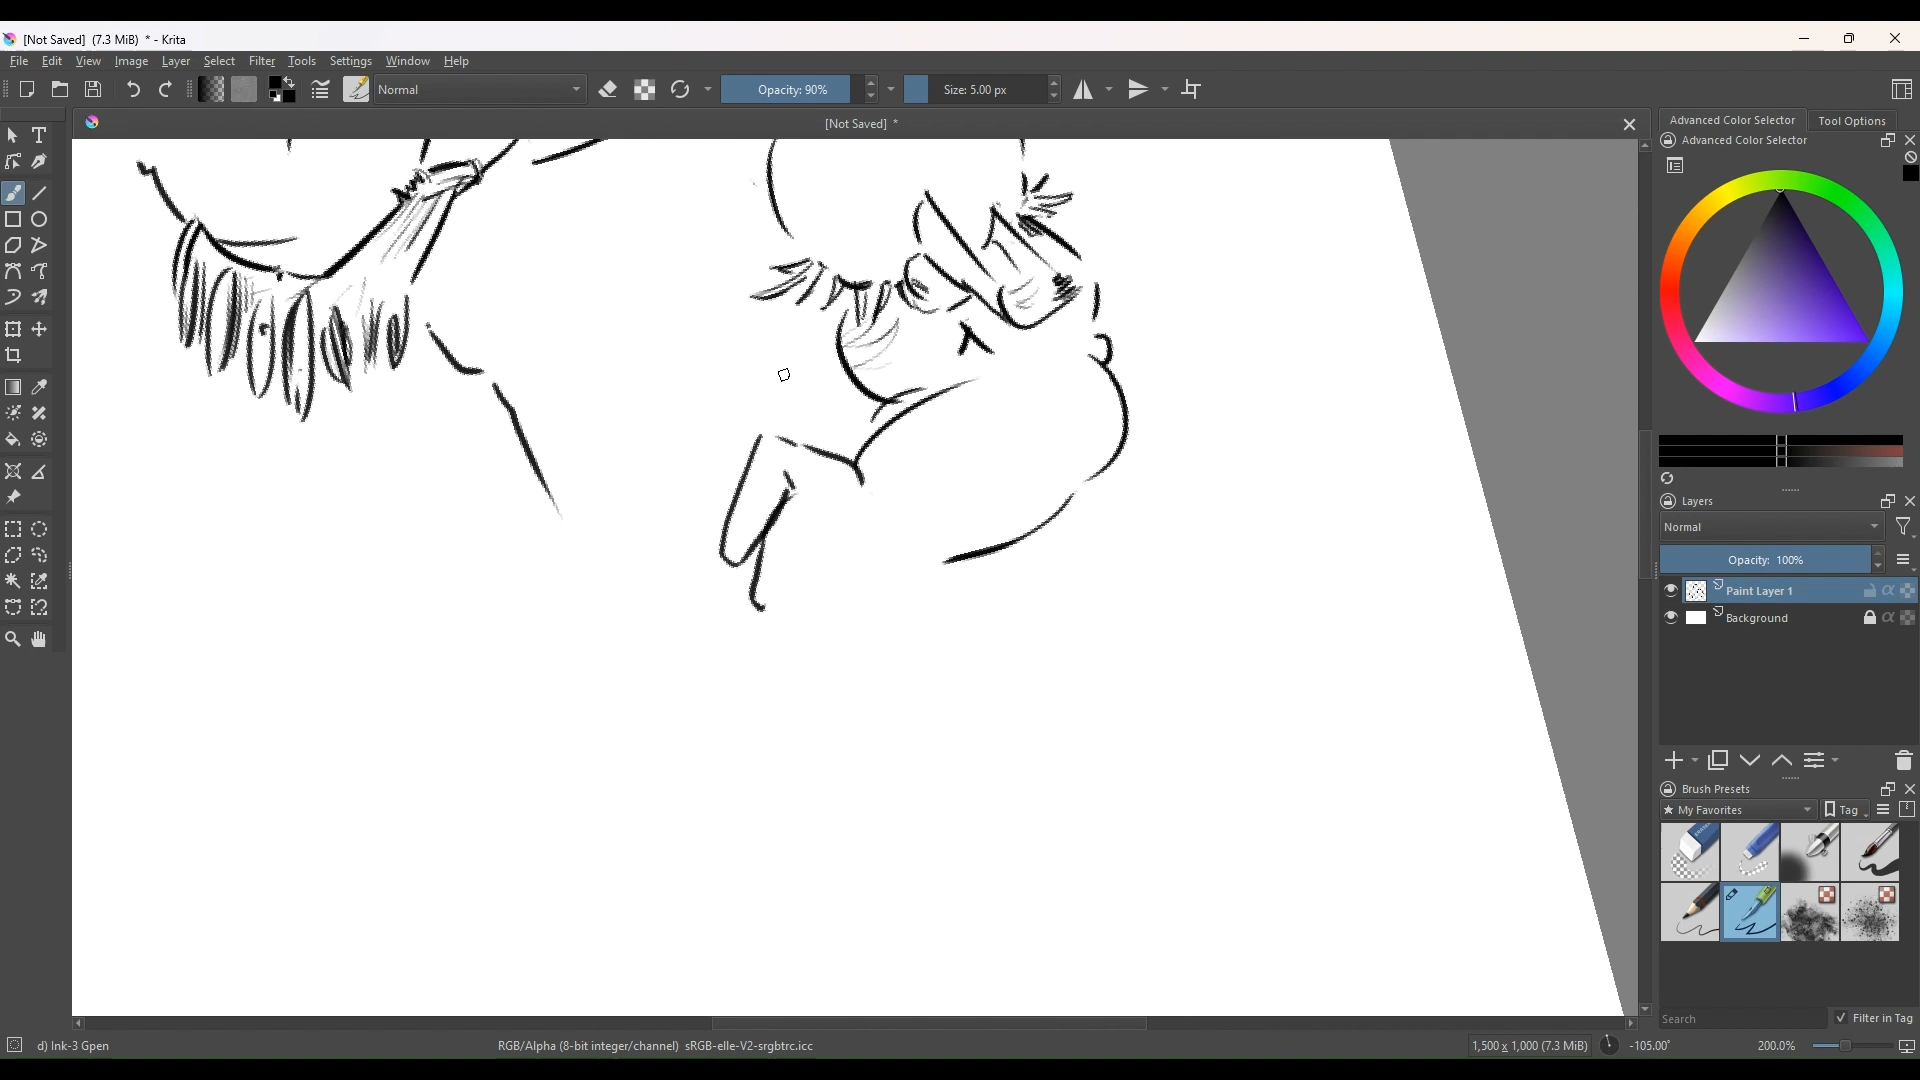 [Not Saved] (7.3 MiB) * - Krita
File Edit View Image Layer Select Filter Tools Settings Window Help
Normal Opacity: 90% Size: 5.00 px
[Not Saved] *
Advanced Color Selector Tool Options
Advanced Color Selector
Layers
Normal
Opacity: 100%
Paint Layer 1
Background
Brush Presets
My Favorites Tag
Search Filter in Tag
d) Ink-3 Gpen RGB/Alpha (8-bit integer/channel) sRGB-elle-V2-srgbtrc.icc 1,500 x 1,000 (7.3 MiB) -105.00° 200.0%